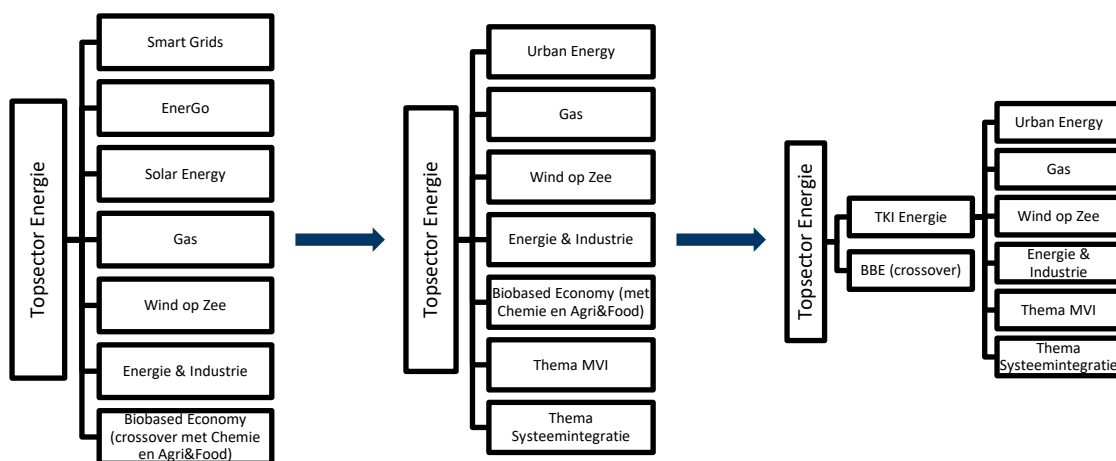 Topsector Energie
Smart Grids
EnerGo
Solar Energy
Gas
Wind op Zee
Energie & Industrie
Biobased Economy
(crossover met Chemie
en Agri&Food)
Topsector Energie
Urban Energy
Gas
Wind op Zee
Energie & Industrie
Biobased Economy (met
Chemie en Agri&Food)
Thema MVI
Thema
Systeemintegratie
Topsector Energie
TKI Energie
BBE (crossover)
Urban Energy
Gas
Wind op Zee
Energie &
Industrie
Thema MVI
Thema
Systeemintegratie